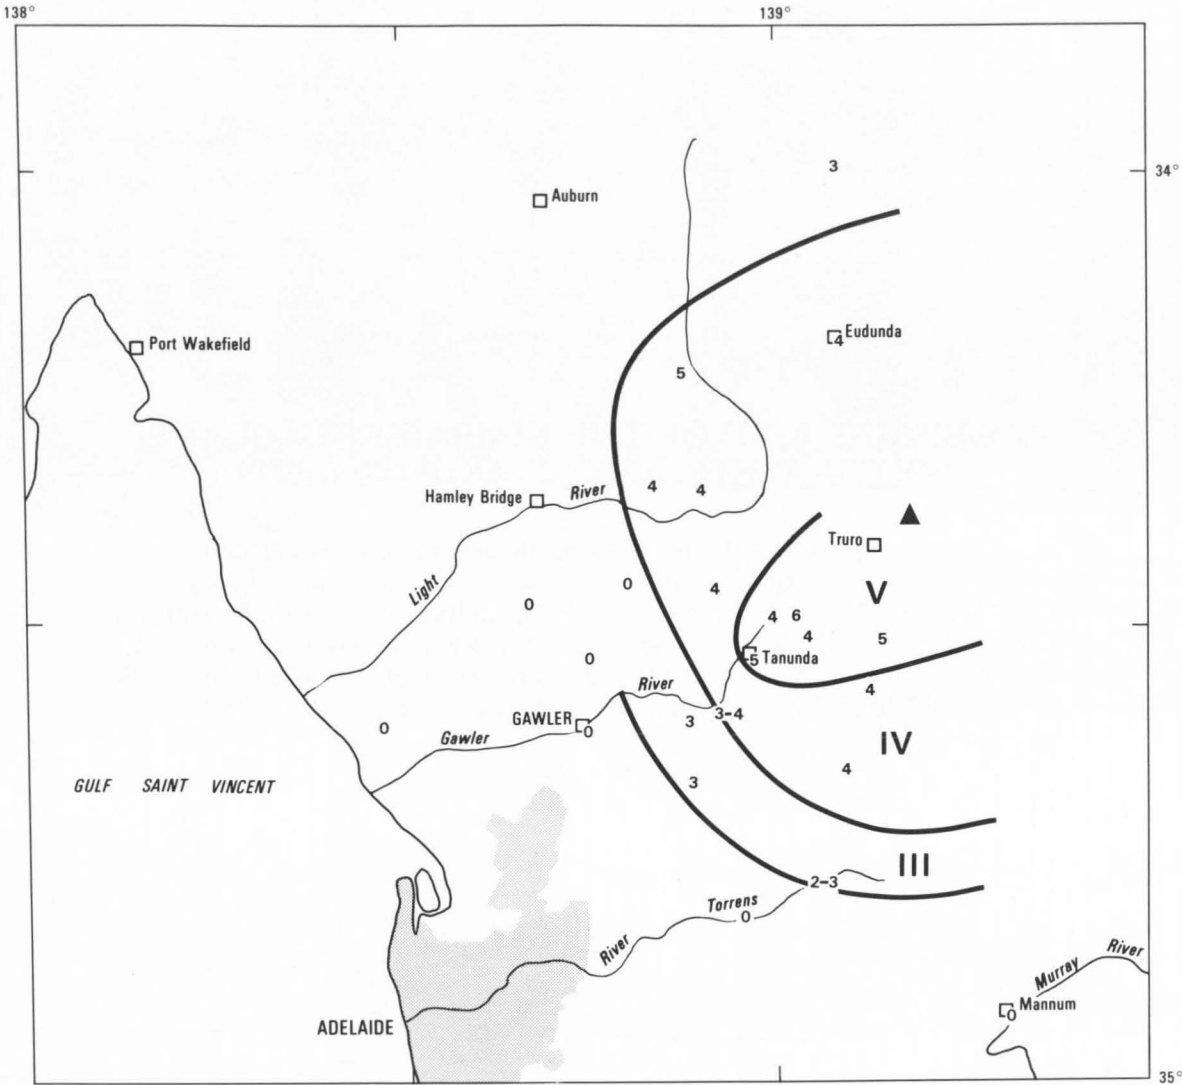 138°
139°
34°
3
Auburn
4
Eudunda
Port Wakefield
5
4
4
Hamley Bridge
River
Truro
Light
0
0
4
V
4
6
4
5
5
Tanunda
0
4
River
GAWLER
0
3
3-4
0
Gawler
IV
3
4
GULF SAINT VINCENT
III
2-3
Torrens
0
River
Murray
River
0
Mannum
ADELAIDE
35°